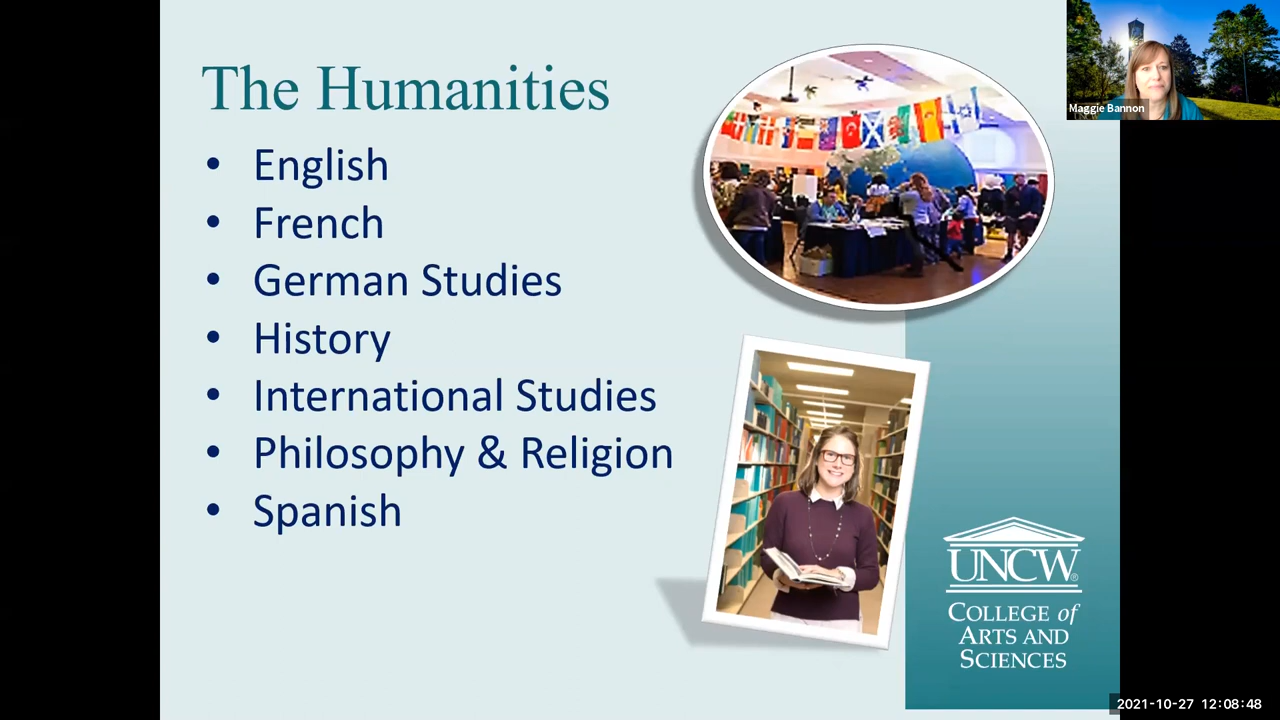 The Humanities
• English
• French
• German Studies
• History
• International Studies
• Philosophy & Religion
• Spanish
Maggie Bannon
UNCW®
COLLEGE of
ARTS AND
SCIENCES
2021-10-27 12:08:48